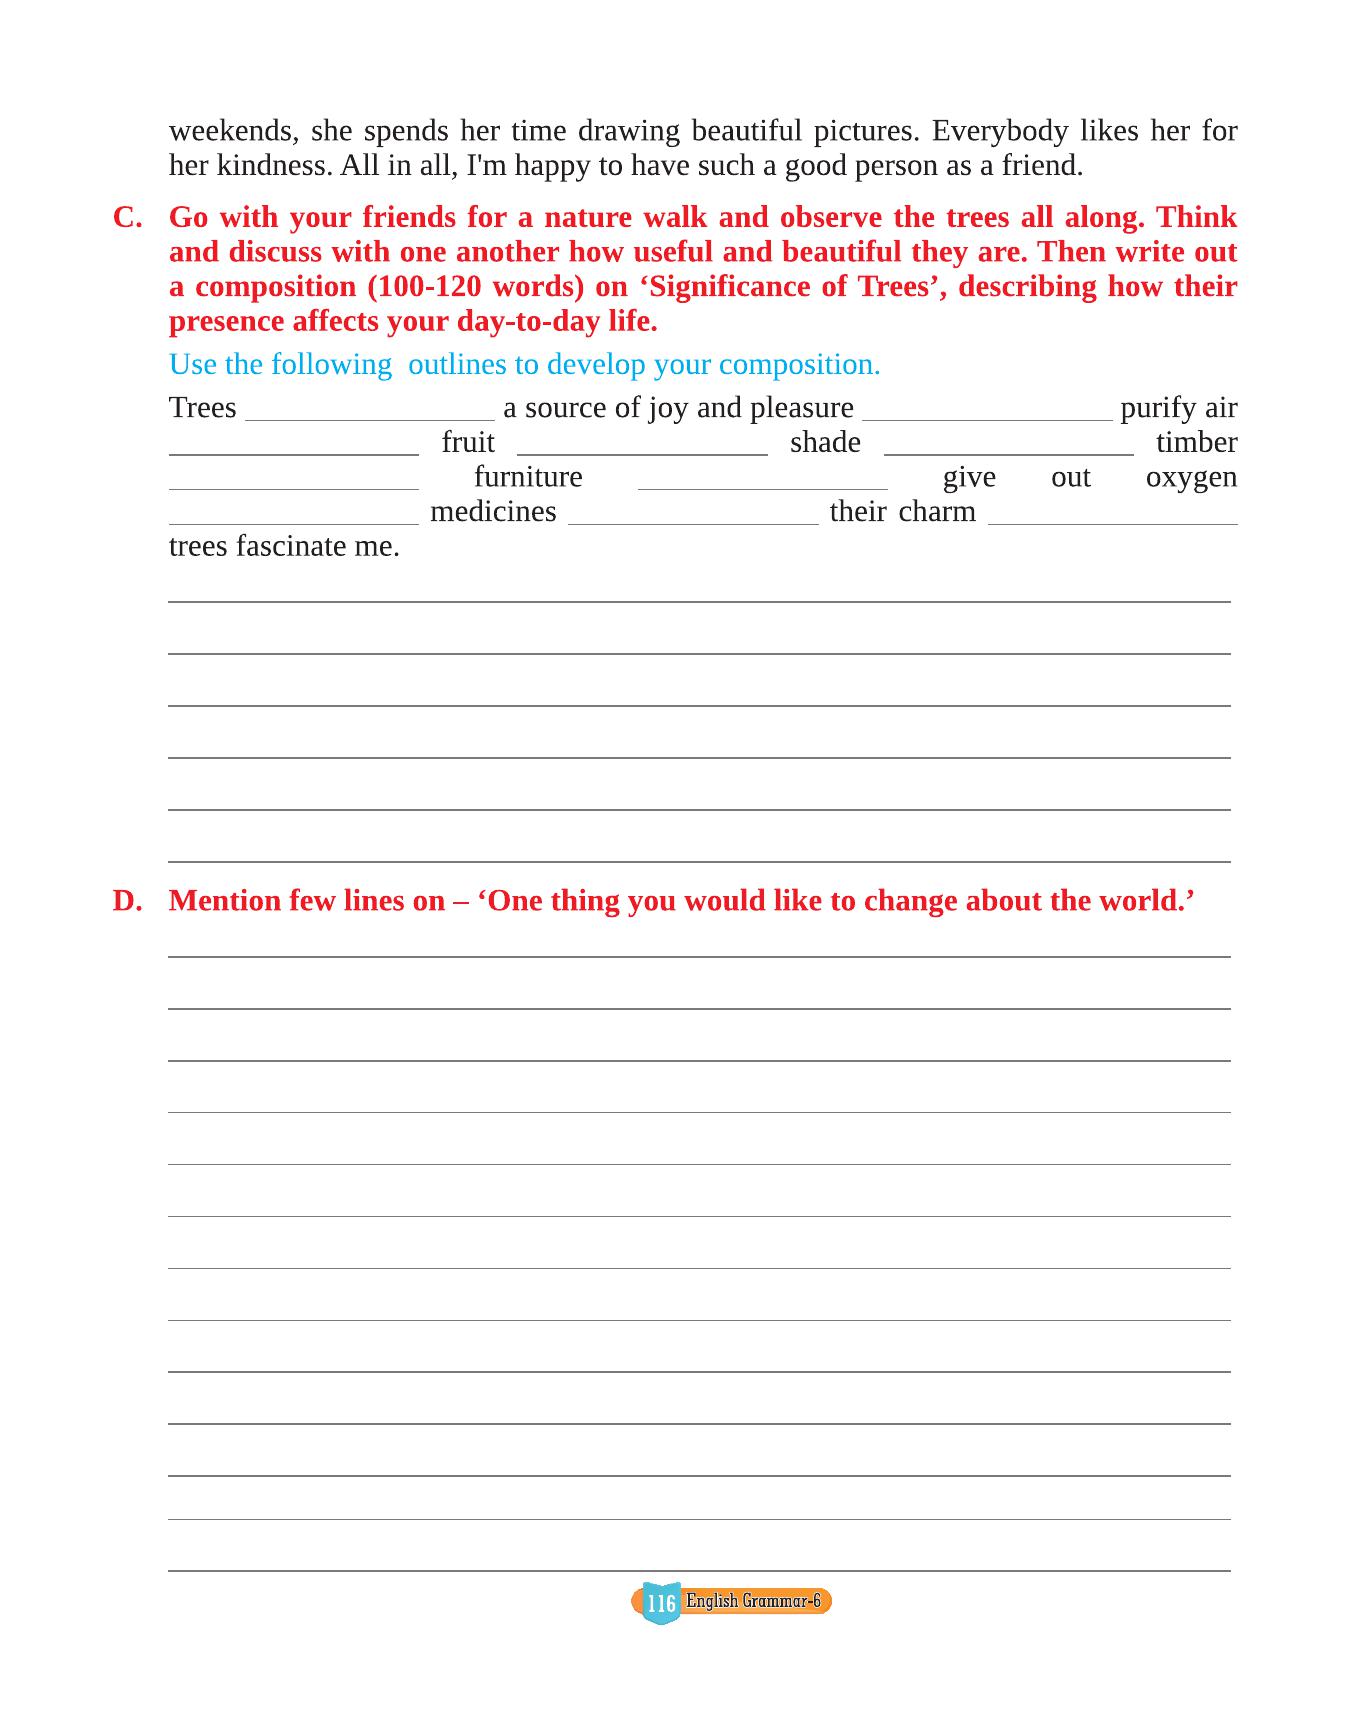 weekends, she spends her time drawing beautiful pictures. Everybody likes her for
her kindness. All in all, I'm happy to have such a good person as a friend.
C. Go with your friends for a nature walk and observe the trees all along. Think
and discuss with one another how useful and beautiful they are. Then write out
a composition (100-120 words) on ‘Significance of Trees’, describing how their
presence affects your day-to-day life.
Use the following outlines to develop your composition.
Trees ________________ a source of joy and pleasure ________________ purify air
________________ fruit ________________ shade ________________ timber
________________ furniture ________________ give out oxygen
________________ medicines ________________ their charm ________________
trees fascinate me.
D. Mention few lines on – ‘One thing you would like to change about the world.’
116 English Grammar-6